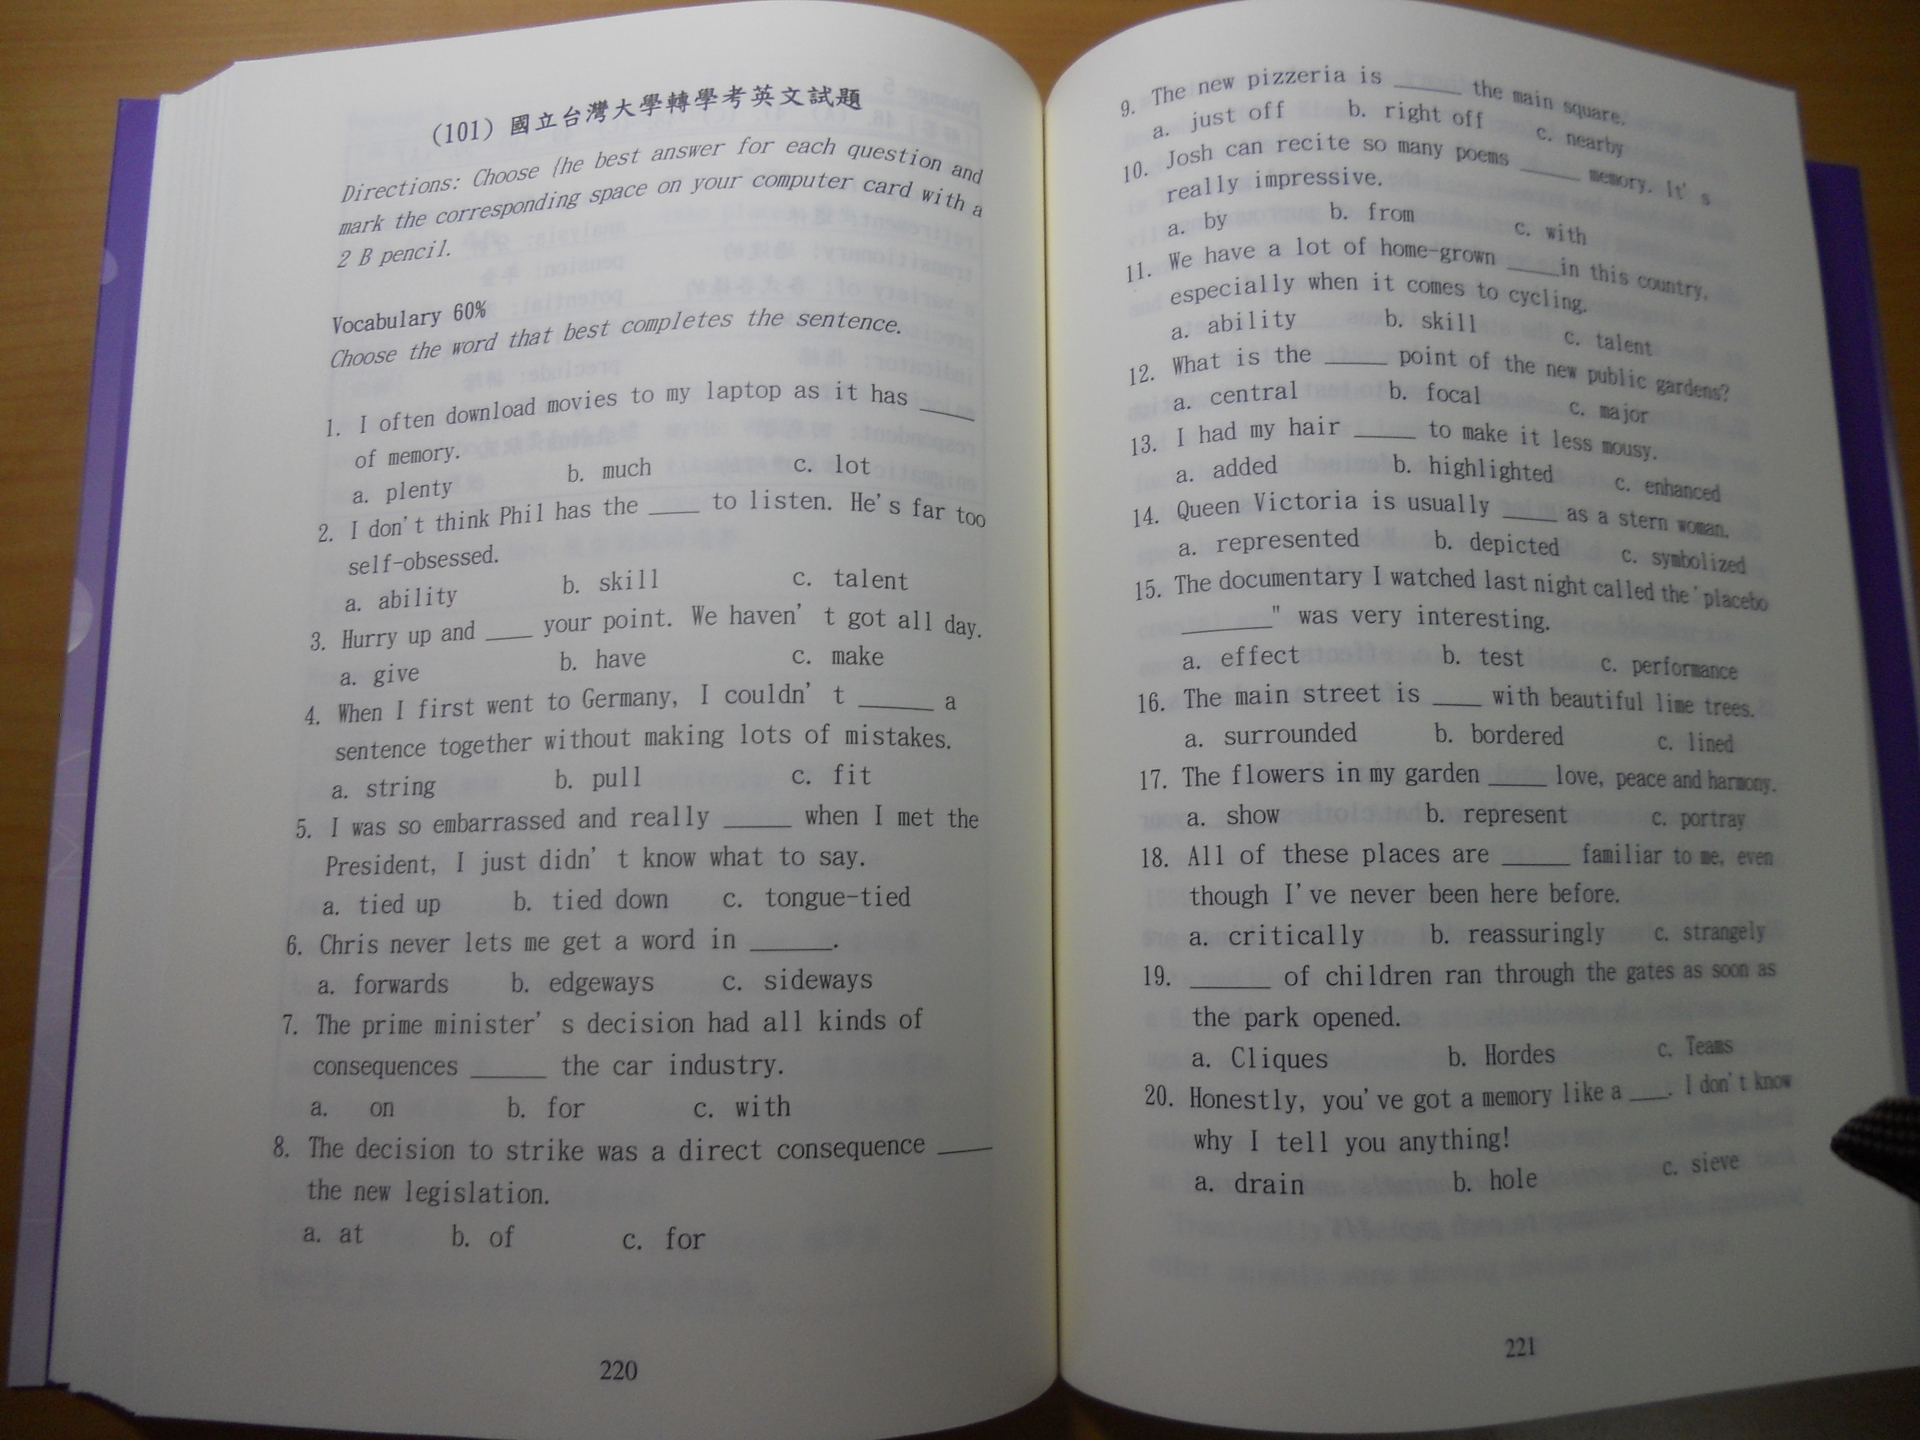 (101) 國立台灣大學轉學考英文試題
Directions: Choose {he best answer for each question and
mark the corresponding space on your computer card with a
2 B pencil.
Vocabulary 60%
Choose the word that best completes the sentence.
1. I often download movies to my laptop as it has ____
of memory.
a. plenty b. much c. lot
2. I don't think Phil has the ____ to listen. He's far too
self-obsessed.
a. ability b. skill c. talent
3. Hurry up and ____ your point. We haven't got all day.
a. give b. have c. make
4. When I first went to Germany, I couldn't ______ a
sentence together without making lots of mistakes.
a. string b. pull c. fit
5. I was so embarrassed and really _____ when I met the
President, I just didn't know what to say.
a. tied up b. tied down c. tongue-tied
6. Chris never lets me get a word in ______.
a. forwards b. edgeways c. sideways
7. The prime minister's decision had all kinds of
consequences ______ the car industry.
a. on b. for c. with
8. The decision to strike was a direct consequence ____
the new legislation.
a. at b. of c. for
220
9. The new pizzeria is _____ the main square.
a. just off b. right off c. nearby
10. Josh can recite so many poems _____ memory. It's
really impressive.
a. by b. from c. with
11. We have a lot of home-grown ____in this country,
especially when it comes to cycling.
a. ability b. skill c. talent
12. What is the _____ point of the new public gardens?
a. central b. focal c. major
13. I had my hair _____ to make it less mousy.
a. added b. highlighted c. enhanced
14. Queen Victoria is usually ____ as a stern woman.
a. represented b. depicted c. symbolized
15. The documentary I watched last night called the 'placebo
_______" was very interesting.
a. effect b. test c. performance
16. The main street is ____ with beautiful lime trees.
a. surrounded b. bordered c. lined
17. The flowers in my garden _____ love, peace and harmony.
a. show b. represent c. portray
18. All of these places are _____ familiar to me, even
though I've never been here before.
a. critically b. reassuringly c. strangely
19. ______ of children ran through the gates as soon as
the park opened.
a. Cliques b. Hordes c. Teams
20. Honestly, you've got a memory like a ___. I don't know
why I tell you anything!
a. drain b. hole c. sieve
221